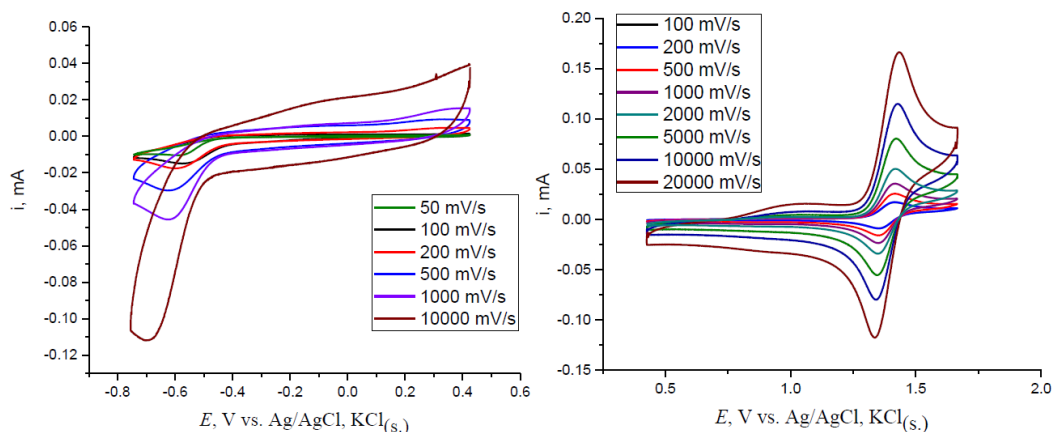 0.06
0.04
0.02
0.00
-0.02
-0.04
-0.06
-0.08
-0.10
-0.12
i, mA
50 mV/s
100 mV/s
200 mV/s
500 mV/s
1000 mV/s
10000 mV/s
-0.8 -0.6 -0.4 -0.2 0.0 0.2 0.4 0.6
E, V vs. Ag/AgCl, KCl(s.)
0.20
0.15
0.10
0.05
0.00
-0.05
-0.10
-0.15
i, mA
100 mV/s
200 mV/s
500 mV/s
1000 mV/s
2000 mV/s
5000 mV/s
10000 mV/s
20000 mV/s
0.5 1.0 1.5 2.0
E, V vs. Ag/AgCl, KCl(s.)